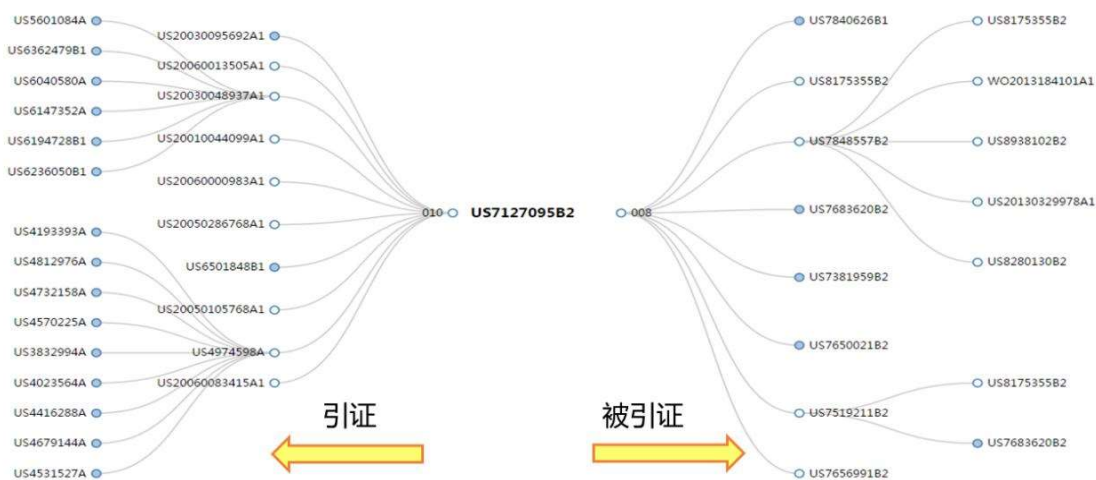 US5601084A
US6362479B1
US6040580A
US6147352A
US6194728B1
US6236050B1
US4193393A
US4812976A
US4732158A
US4570225A
US3832994A
US4023564A
US4416288A
US4679144A
US4531527A
US20030095692A1
US20060013505A1
US20030048937A1
US20010044099A1
US20060000983A1
US20050286768A1
US6501848B1
US20050105768A1
US4974598A
US20060083415A1
010
US7127095B2
008
US7840626B1
US8175355B2
US7848557B2
US7683620B2
US7381959B2
US7650021B2
US7519211B2
US7656991B2
US8175355B2
WO2013184101A1
US8938102B2
US20130329978A1
US8280130B2
US8175355B2
US7683620B2
引证
被引证